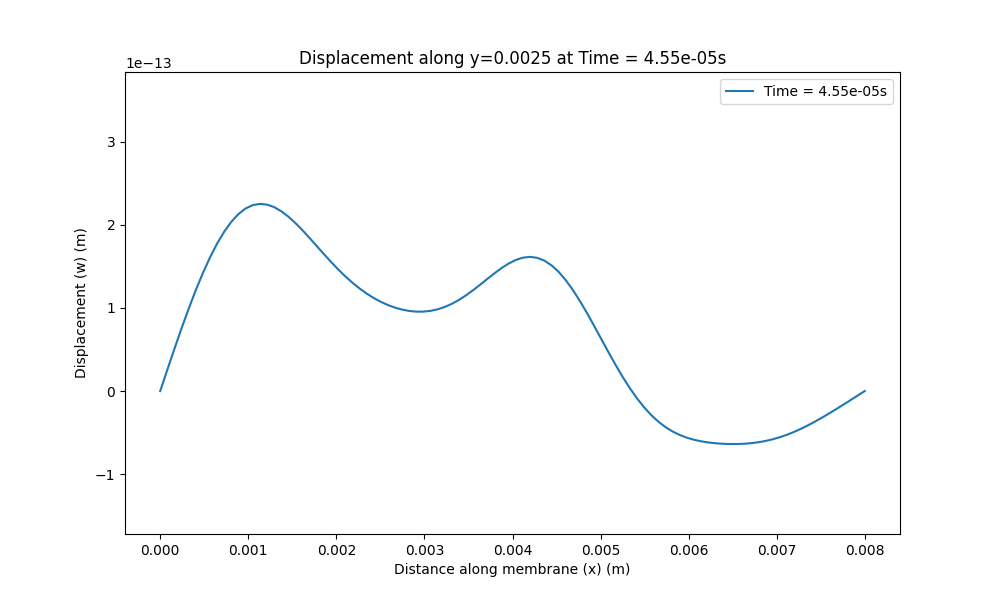 Displacement along y=0.0025 at Time = 4.55e-05s
1e−13
Time = 4.55e-05s
3
2
1
0
−1
Displacement (w) (m)
0.000 0.001 0.002 0.003 0.004 0.005 0.006 0.007 0.008
Distance along membrane (x) (m)